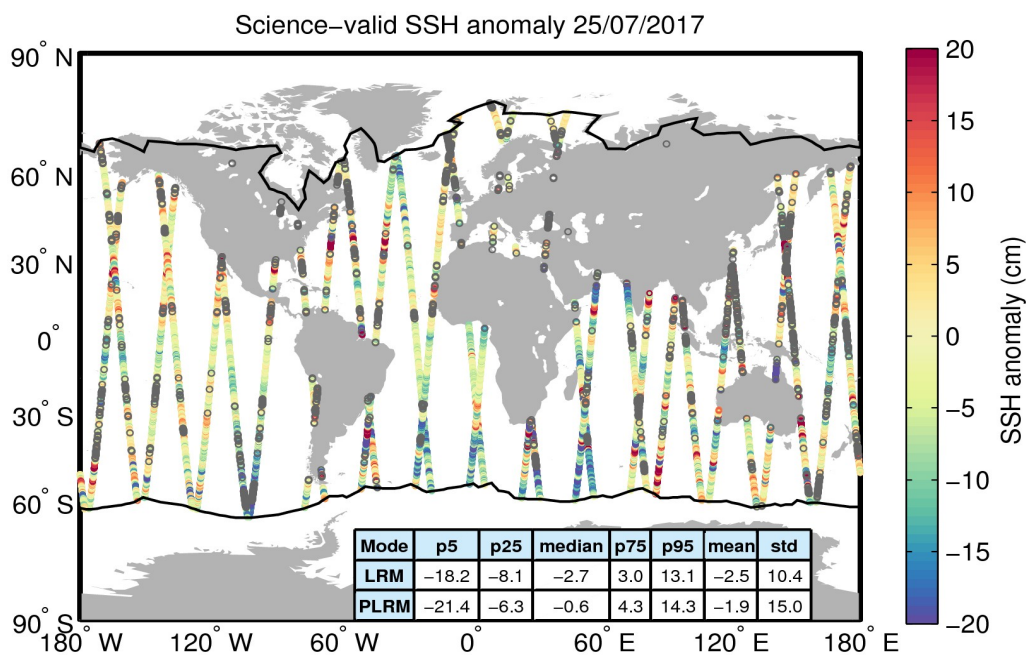 Science−valid SSH anomaly 25/07/2017
90° N
60° N
30° N
0°
30° S
60° S
90° S
180° W
120° W
60° W
0°
60° E
120° E
180° E
Mode p5 p25 median p75 p95 mean std
LRM −18.2 −8.1 −2.7 3.0 13.1 −2.5 10.4
PLRM −21.4 −6.3 −0.6 4.3 14.3 −1.9 15.0
20
15
10
5
0
−5
−10
−15
−20
SSH anomaly (cm)